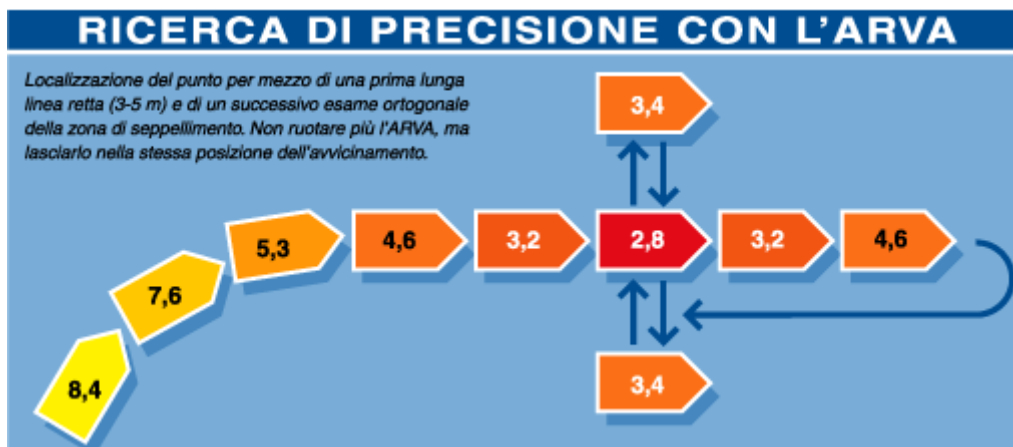 RICERCA DI PRECISIONE CON L'ARVA
Localizzazione del punto per mezzo di una prima lunga
linea retta (3-5 m) e di un successivo esame ortogonale
della zona di seppellimento. Non ruotare più l'ARVA, ma
lasciarlo nella stessa posizione dell'avvicinamento.
3,4
8,4
7,6
5,3
4,6
3,2
2,8
3,2
4,6
3,4